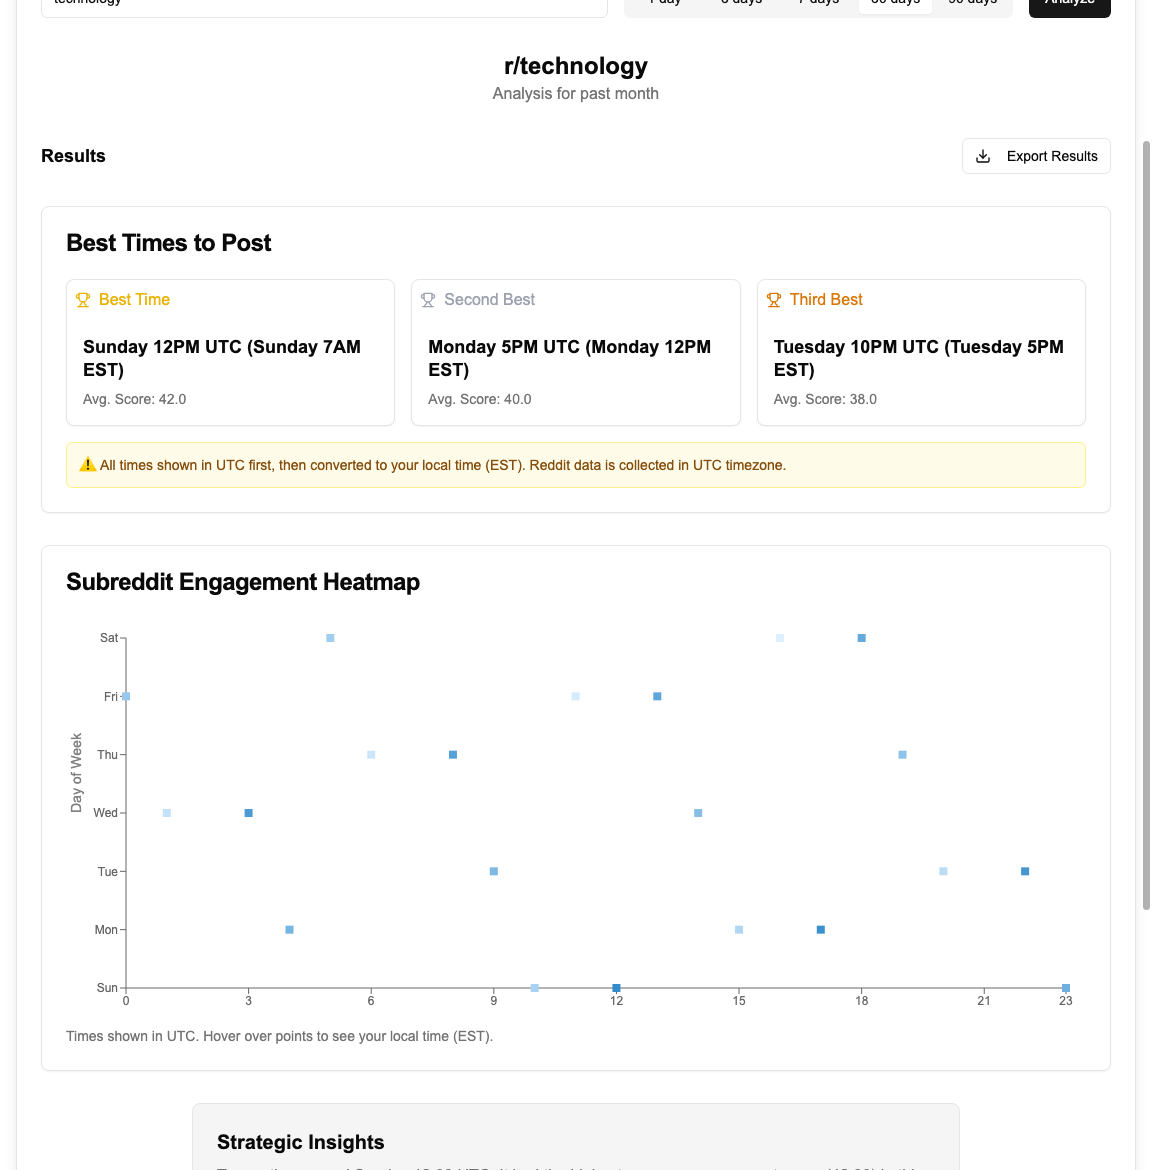 r/technology
Analysis for past month
Results
Export Results
Best Times to Post
Best Time
Sunday 12PM UTC (Sunday 7AM
EST)
Avg. Score: 42.0
Second Best
Monday 5PM UTC (Monday 12PM
EST)
Avg. Score: 40.0
Third Best
Tuesday 10PM UTC (Tuesday 5PM
EST)
Avg. Score: 38.0
All times shown in UTC first, then converted to your local time (EST). Reddit data is collected in UTC timezone.
Subreddit Engagement Heatmap
Day of Week
Sat
Fri
Thu
Wed
Tue
Mon
Sun
0 3 6 9 12 15 18 21 23
Times shown in UTC. Hover over points to see your local time (EST).
Strategic Insights